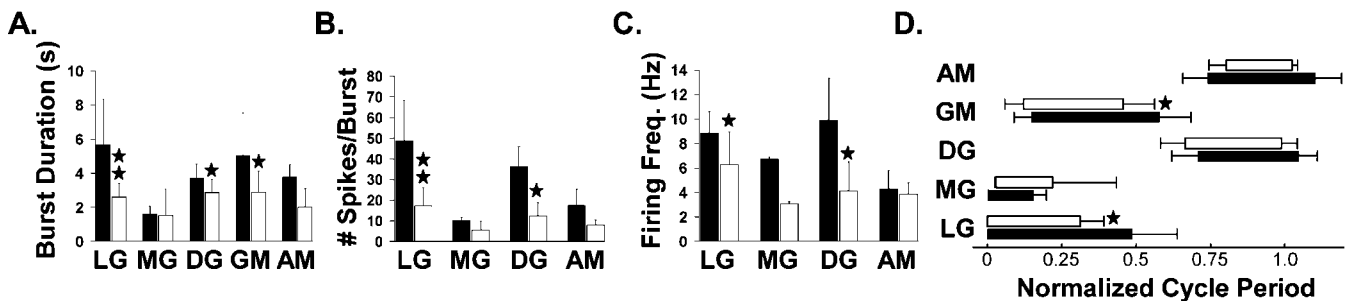 A.
Burst Duration (s)
10
8
6
4
2
0
LG MG DG GM AM
B.
# Spikes/Burst
80
70
60
50
40
30
20
10
0
LG MG DG AM
C.
Firing Freq. (Hz)
14
12
10
8
6
4
2
0
LG MG DG AM
D.
AM
GM
DG
MG
LG
0 0.25 0.5 0.75 1.0
Normalized Cycle Period